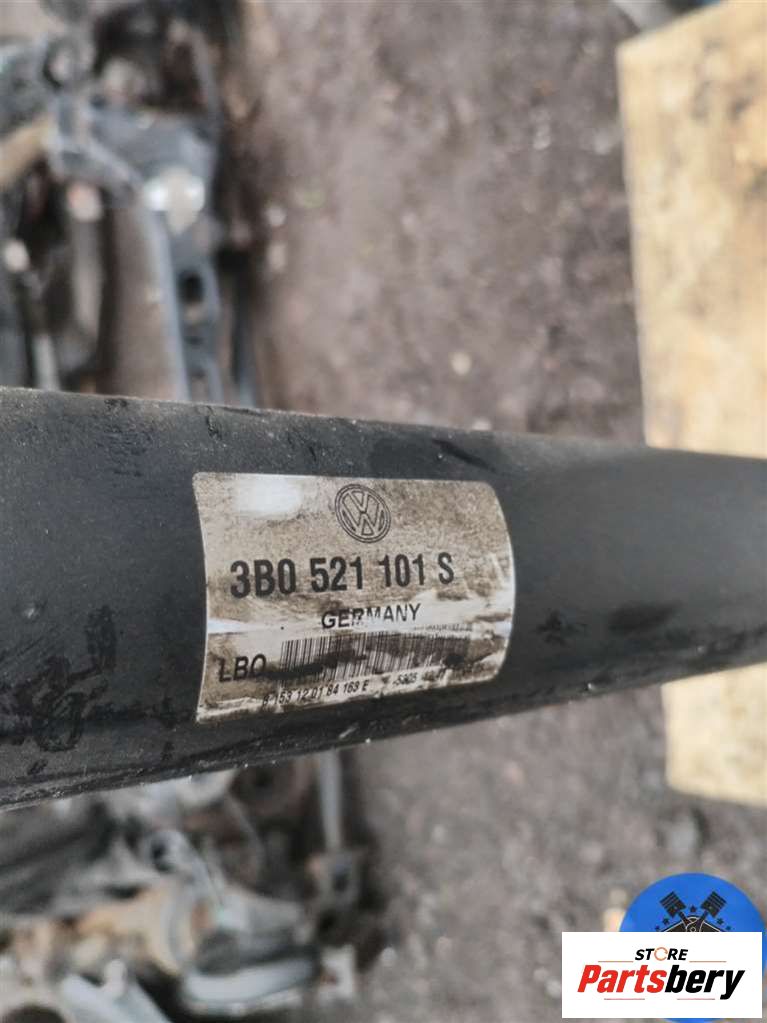 3B0 521 101 S
GERMANY
LBO
STORE
Partsbery